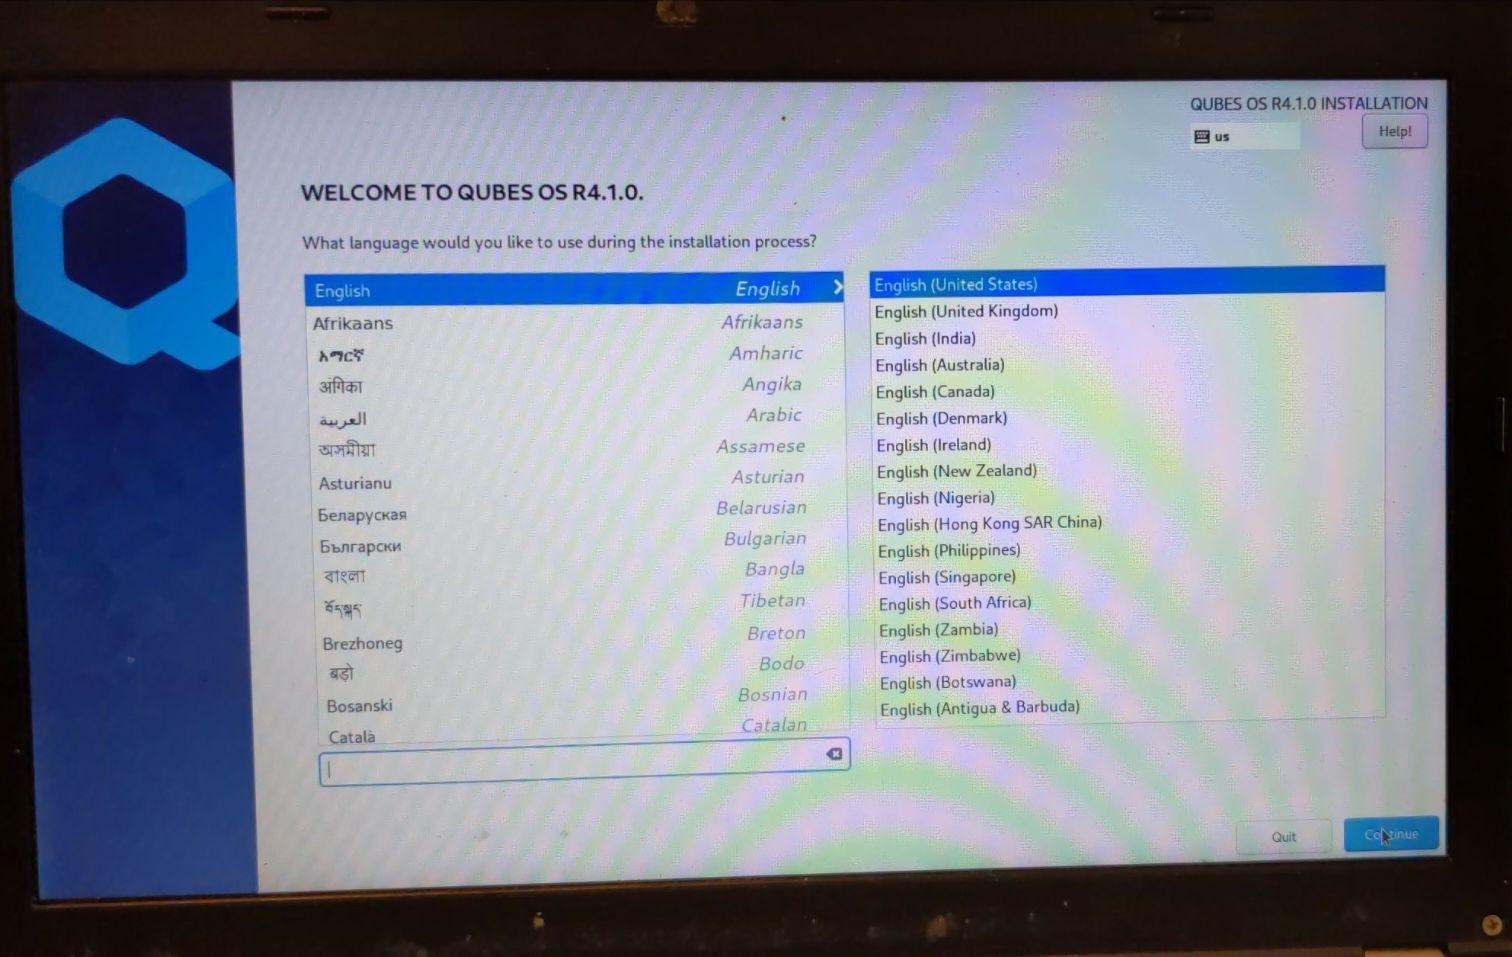 QUBES OS R4.1.0 INSTALLATION
us
Help!
WELCOME TO QUBES OS R4.1.0.
What language would you like to use during the installation process?
English English
Afrikaans Afrikaans
አማርኛ Amharic
अंगिका Angika
العربية Arabic
অসমীয়া Assamese
Asturianu Asturian
Беларуская Belarusian
Български Bulgarian
বাংলা Bangla
བོད་སྐད་ Tibetan
Brezhoneg Breton
बड़ो Bodo
Bosanski Bosnian
Català Catalan
English (United States)
English (United Kingdom)
English (India)
English (Australia)
English (Canada)
English (Denmark)
English (Ireland)
English (New Zealand)
English (Nigeria)
English (Hong Kong SAR China)
English (Philippines)
English (Singapore)
English (South Africa)
English (Zambia)
English (Zimbabwe)
English (Botswana)
English (Antigua & Barbuda)
Quit
Continue